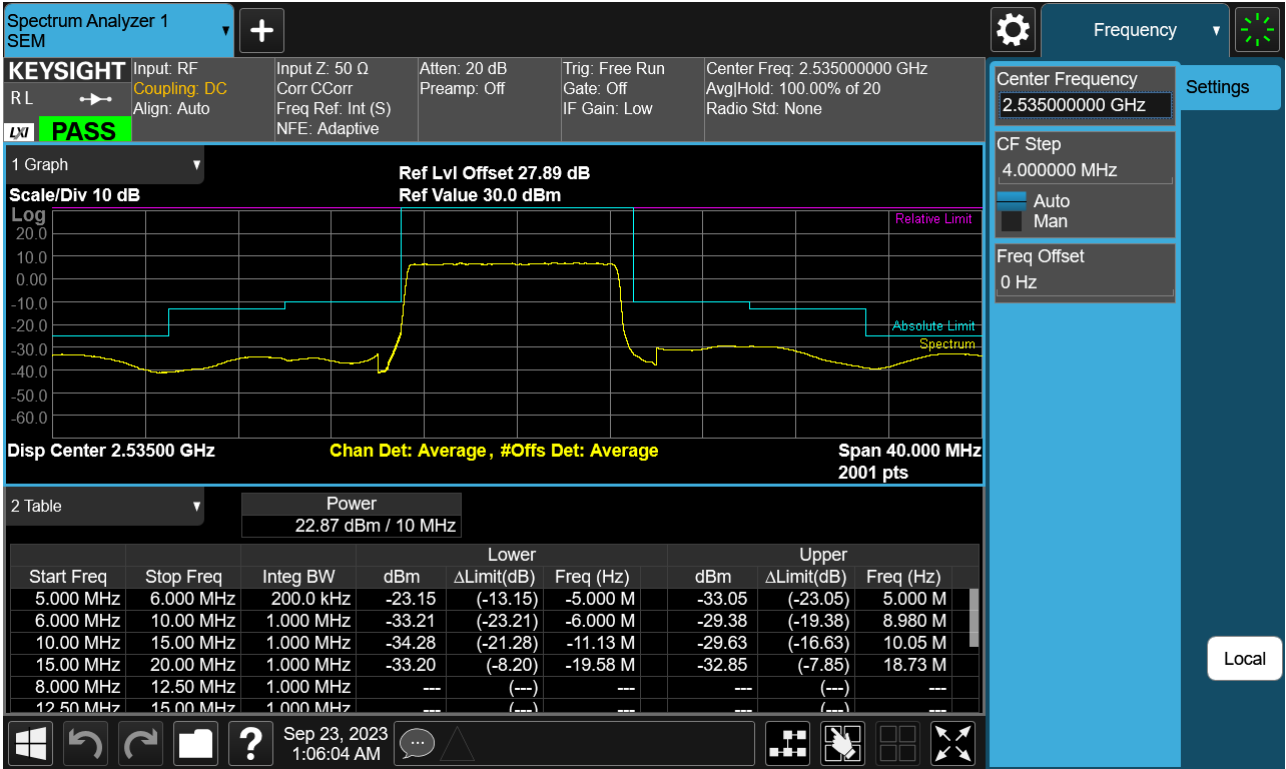 Spectrum Analyzer 1
SEM
Frequency
KEYSIGHT
R L
LXI
PASS
Input: RF
Coupling: DC
Align: Auto
Input Z: 50 Ω
Corr CCorr
Freq Ref: Int (S)
NFE: Adaptive
Atten: 20 dB
Preamp: Off
Trig: Free Run
Gate: Off
IF Gain: Low
Center Freq: 2.535000000 GHz
Avg|Hold: 100.00% of 20
Radio Std: None
Center Frequency
2.535000000 GHz
Settings
CF Step
4.000000 MHz
Auto
Man
Freq Offset
0 Hz
Local
1 Graph
Scale/Div 10 dB
Ref Lvl Offset 27.89 dB
Ref Value 30.0 dBm
Log
20.0
10.0
0.00
-10.0
-20.0
-30.0
-40.0
-50.0
-60.0
Relative Limit
Absolute Limit
Spectrum
Disp Center 2.53500 GHz
Chan Det: Average , #Offs Det: Average
Span 40.000 MHz
2001 pts
2 Table
Power
22.87 dBm / 10 MHz
Lower Upper
Start Freq Stop Freq Integ BW dBm ΔLimit(dB) Freq (Hz) dBm ΔLimit(dB) Freq (Hz)
5.000 MHz 6.000 MHz 200.0 kHz -23.15 (-13.15) -5.000 M -33.05 (-23.05) 5.000 M
6.000 MHz 10.00 MHz 1.000 MHz -33.21 (-23.21) -6.000 M -29.38 (-19.38) 8.980 M
10.00 MHz 15.00 MHz 1.000 MHz -34.28 (-21.28) -11.13 M -29.63 (-16.63) 10.05 M
15.00 MHz 20.00 MHz 1.000 MHz -33.20 (-8.20) -19.58 M -32.85 (-7.85) 18.73 M
8.000 MHz 12.50 MHz 1.000 MHz --- (---) --- --- (---) ---
12.50 MHz 15.00 MHz 1.000 MHz --- (---) --- --- (---) ---
Sep 23, 2023
1:06:04 AM